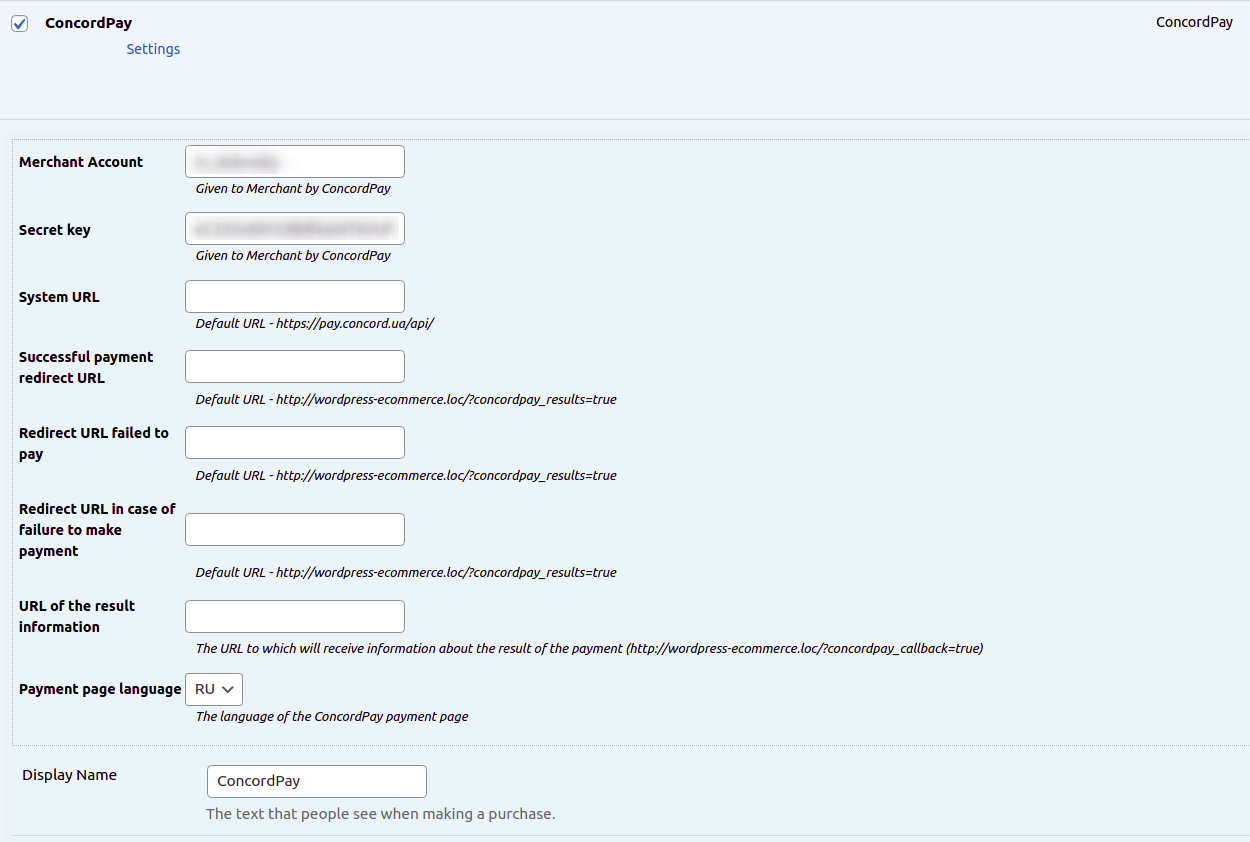 ConcordPay
ConcordPay
Settings
Merchant Account
Given to Merchant by ConcordPay
Secret key
Given to Merchant by ConcordPay
System URL
Default URL - https://pay.concord.ua/api/
Successful payment
redirect URL
Default URL - http://wordpress-ecommerce.loc/?concordpay_results=true
Redirect URL failed to
pay
Default URL - http://wordpress-ecommerce.loc/?concordpay_results=true
Redirect URL in case of
failure to make
payment
Default URL - http://wordpress-ecommerce.loc/?concordpay_results=true
URL of the result
information
The URL to which will receive information about the result of the payment (http://wordpress-ecommerce.loc/?concordpay_callback=true)
Payment page language RU
The language of the ConcordPay payment page
Display Name ConcordPay
The text that people see when making a purchase.